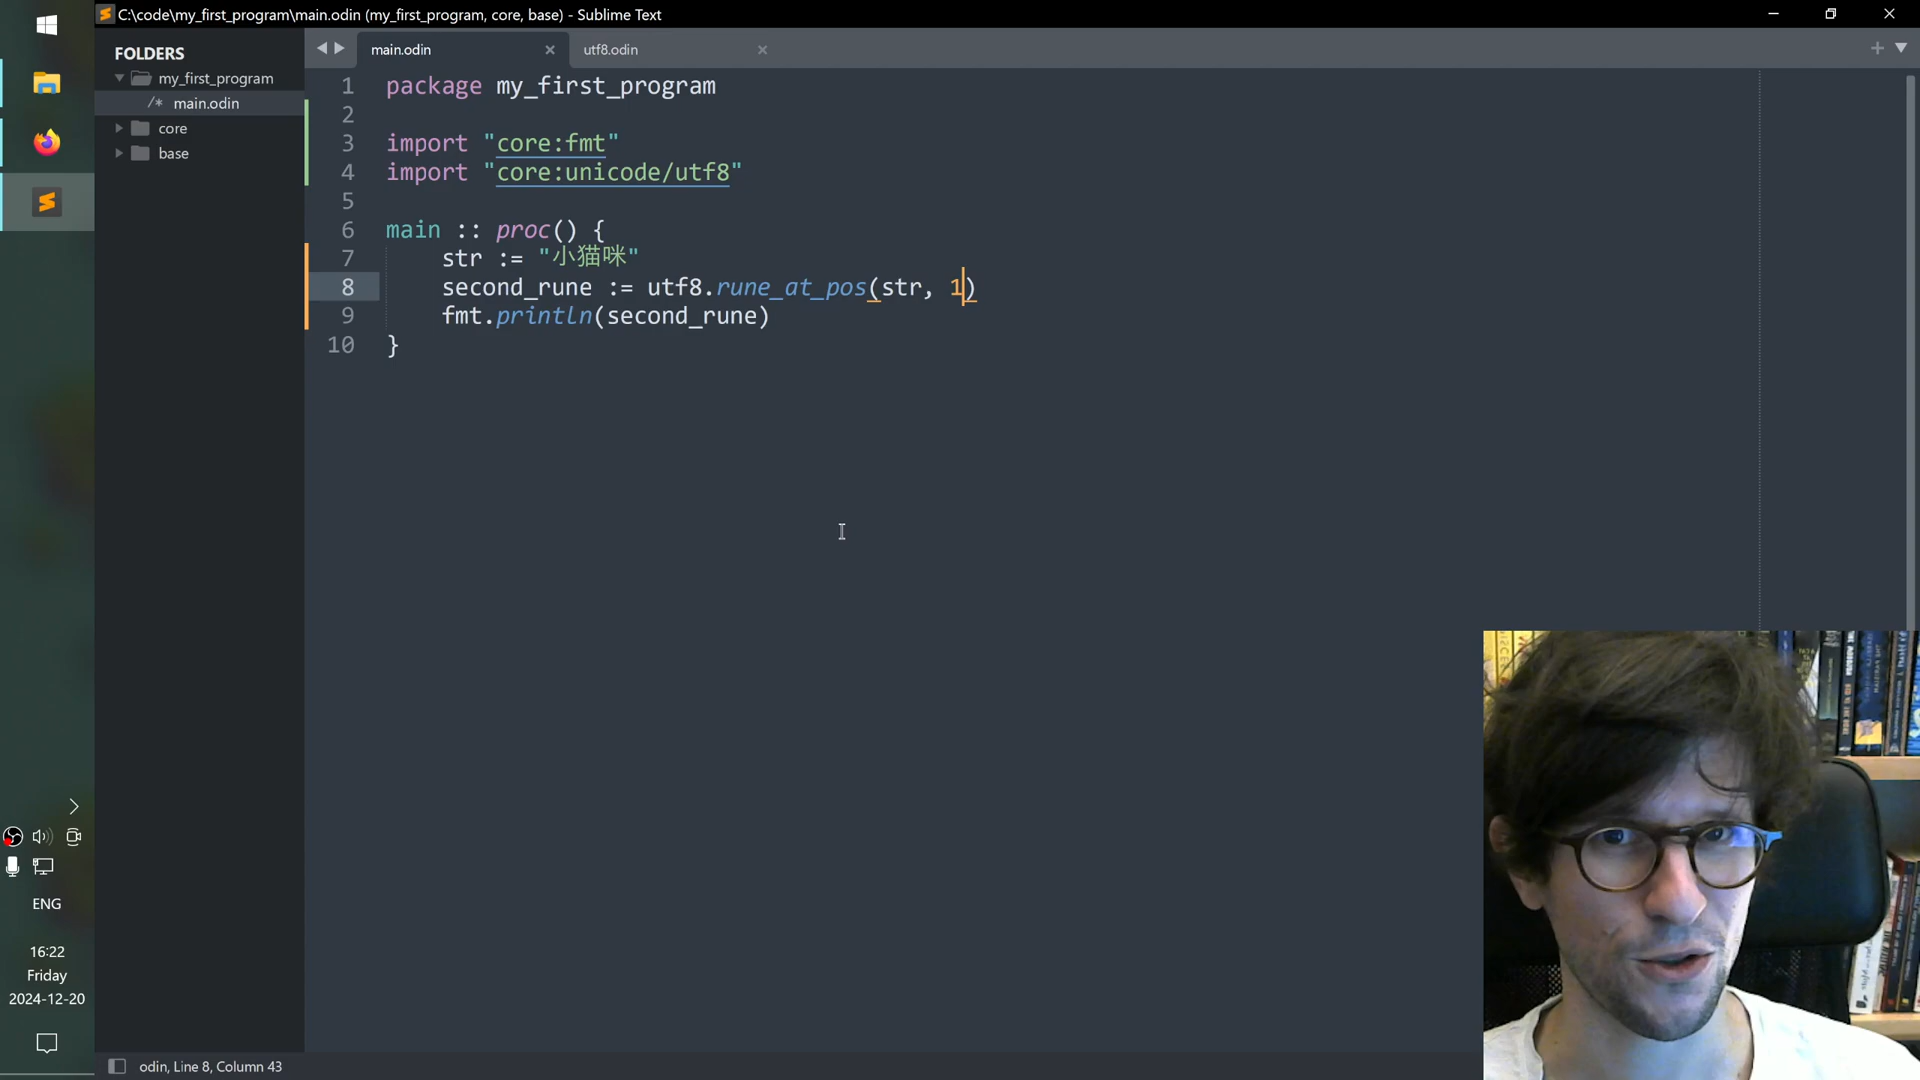 C:\code\my_first_program\main.odin (my_first_program, core, base) - Sublime Text
FOLDERS
my_first_program
/* main.odin
core
base
main.odin
utf8.odin
1 package my_first_program
2
3 import "core:fmt"
4 import "core:unicode/utf8"
5
6 main :: proc() {
7 str := "小猫咪"
8 second_rune := utf8.rune_at_pos(str, 1)
9 fmt.println(second_rune)
10 }
ENG
16:22
Friday
2024-12-20
odin, Line 8, Column 43